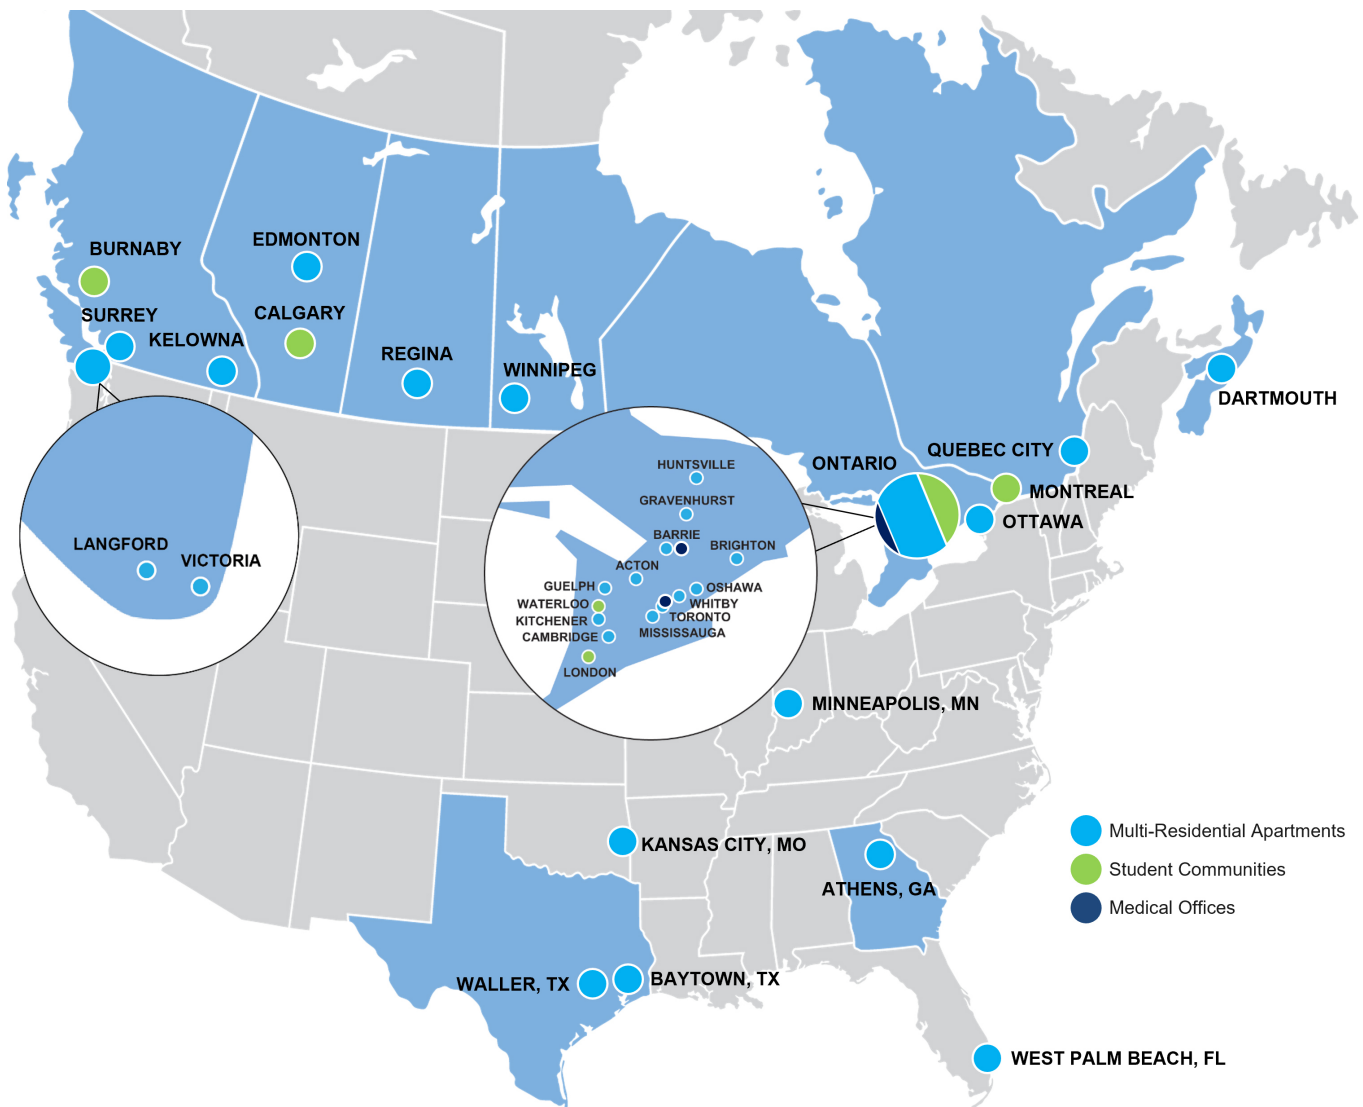 BURNABY
EDMONTON
SURREY
CALGARY
KELOWNA
REGINA
WINNIPEG
DARTMOUTH
QUEBEC CITY
ONTARIO
MONTREAL
OTTAWA
HUNTSVILLE
GRAVENHURST
BARRIE
BRIGHTON
ACTON
GUELPH
OSHAWA
WATERLOO
WHITBY
KITCHENER
TORONTO
CAMBRIDGE
MISSISSAUGA
LONDON
LANGFORD
VICTORIA
MINNEAPOLIS, MN
KANSAS CITY, MO
ATHENS, GA
WALLER, TX
BAYTOWN, TX
WEST PALM BEACH, FL
Multi-Residential Apartments
Student Communities
Medical Offices